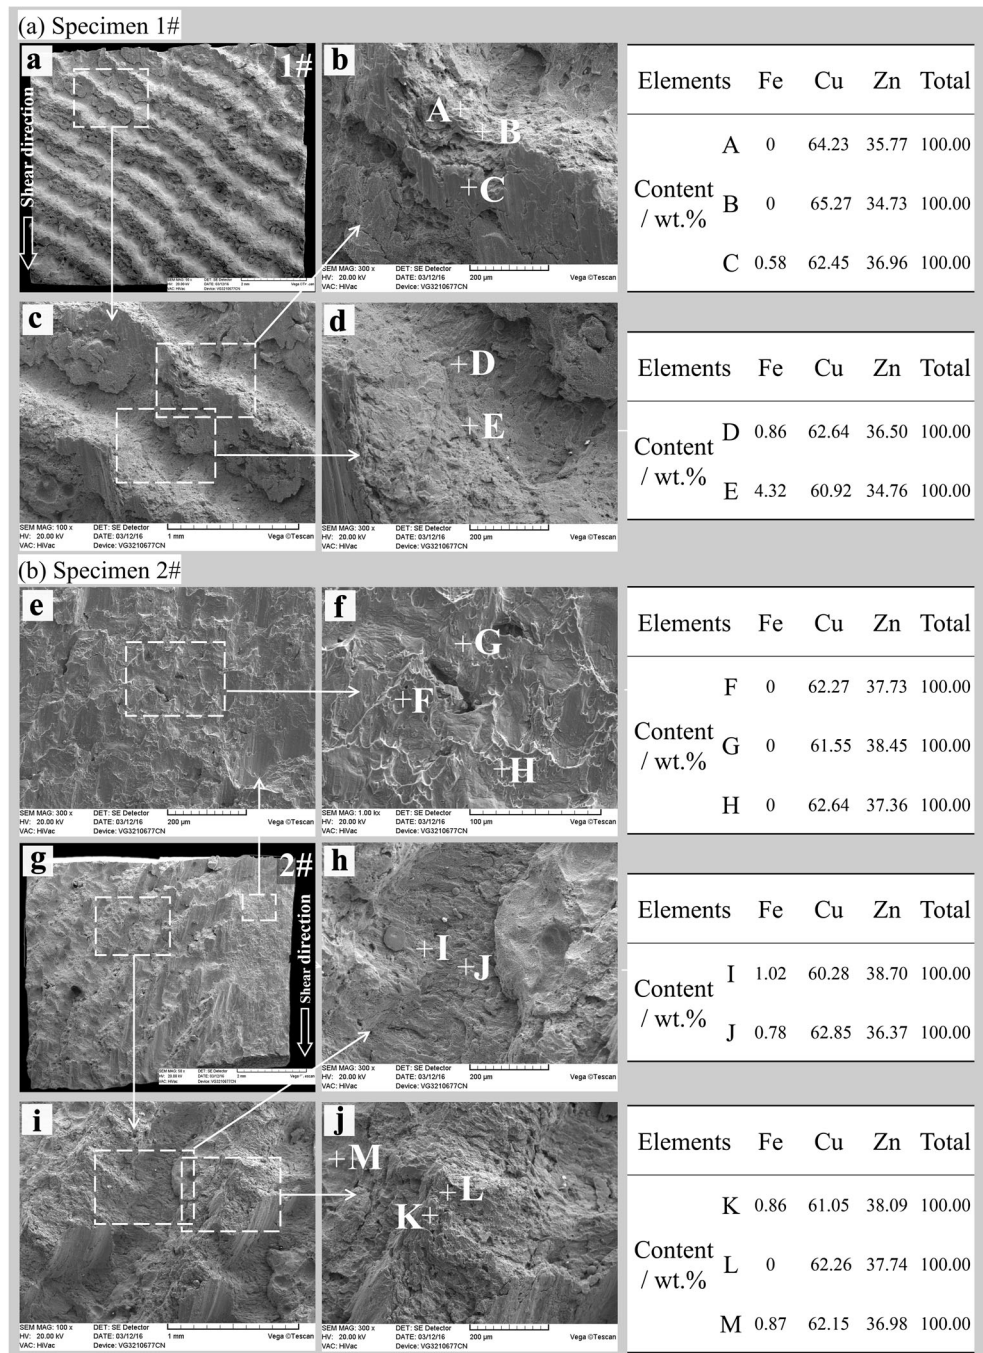 (a) Specimen 1#
a
1#
Shear direction
b
A
B
C
SEM MAG: 300 x DET: SE Detector
HV: 20.00 kV DATE: 03/12/16 200 µm Vega ©Tescan
VAC: HiVac Device: VG3210677CN
Elements Fe Cu Zn Total
Content / wt.%
A 0 64.23 35.77 100.00
B 0 65.27 34.73 100.00
C 0.58 62.45 36.96 100.00
c
SEM MAG: 100 x DET: SE Detector
HV: 20.00 kV DATE: 03/12/16 1 mm Vega ©Tescan
VAC: HiVac Device: VG3210677CN
d
D
E
SEM MAG: 300 x DET: SE Detector
HV: 20.00 kV DATE: 03/12/16 200 µm Vega ©Tescan
VAC: HiVac Device: VG3210677CN
Elements Fe Cu Zn Total
Content / wt.%
D 0.86 62.64 36.50 100.00
E 4.32 60.92 34.76 100.00
(b) Specimen 2#
e
SEM MAG: 300 x DET: SE Detector
HV: 20.00 kV DATE: 03/12/16 200 µm Vega ©Tescan
VAC: HiVac Device: VG3210677CN
f
G
F
H
SEM MAG: 1.00 kx DET: SE Detector
HV: 20.00 kV DATE: 03/12/16 100 µm Vega ©Tescan
VAC: HiVac Device: VG3210677CN
Elements Fe Cu Zn Total
Content / wt.%
F 0 62.27 37.73 100.00
G 0 61.55 38.45 100.00
H 0 62.64 37.36 100.00
g
2#
Shear direction
h
I
J
SEM MAG: 300 x DET: SE Detector
HV: 20.00 kV DATE: 03/12/16 200 µm Vega ©Tescan
VAC: HiVac Device: VG3210677CN
Elements Fe Cu Zn Total
Content / wt.%
I 1.02 60.28 38.70 100.00
J 0.78 62.85 36.37 100.00
i
SEM MAG: 100 x DET: SE Detector
HV: 20.00 kV DATE: 03/12/16 1 mm Vega ©Tescan
VAC: HiVac Device: VG3210677CN
j
M
L
K
SEM MAG: 300 x DET: SE Detector
HV: 20.00 kV DATE: 03/12/16 200 µm Vega ©Tescan
VAC: HiVac Device: VG3210677CN
Elements Fe Cu Zn Total
Content / wt.%
K 0.86 61.05 38.09 100.00
L 0 62.26 37.74 100.00
M 0.87 62.15 36.98 100.00